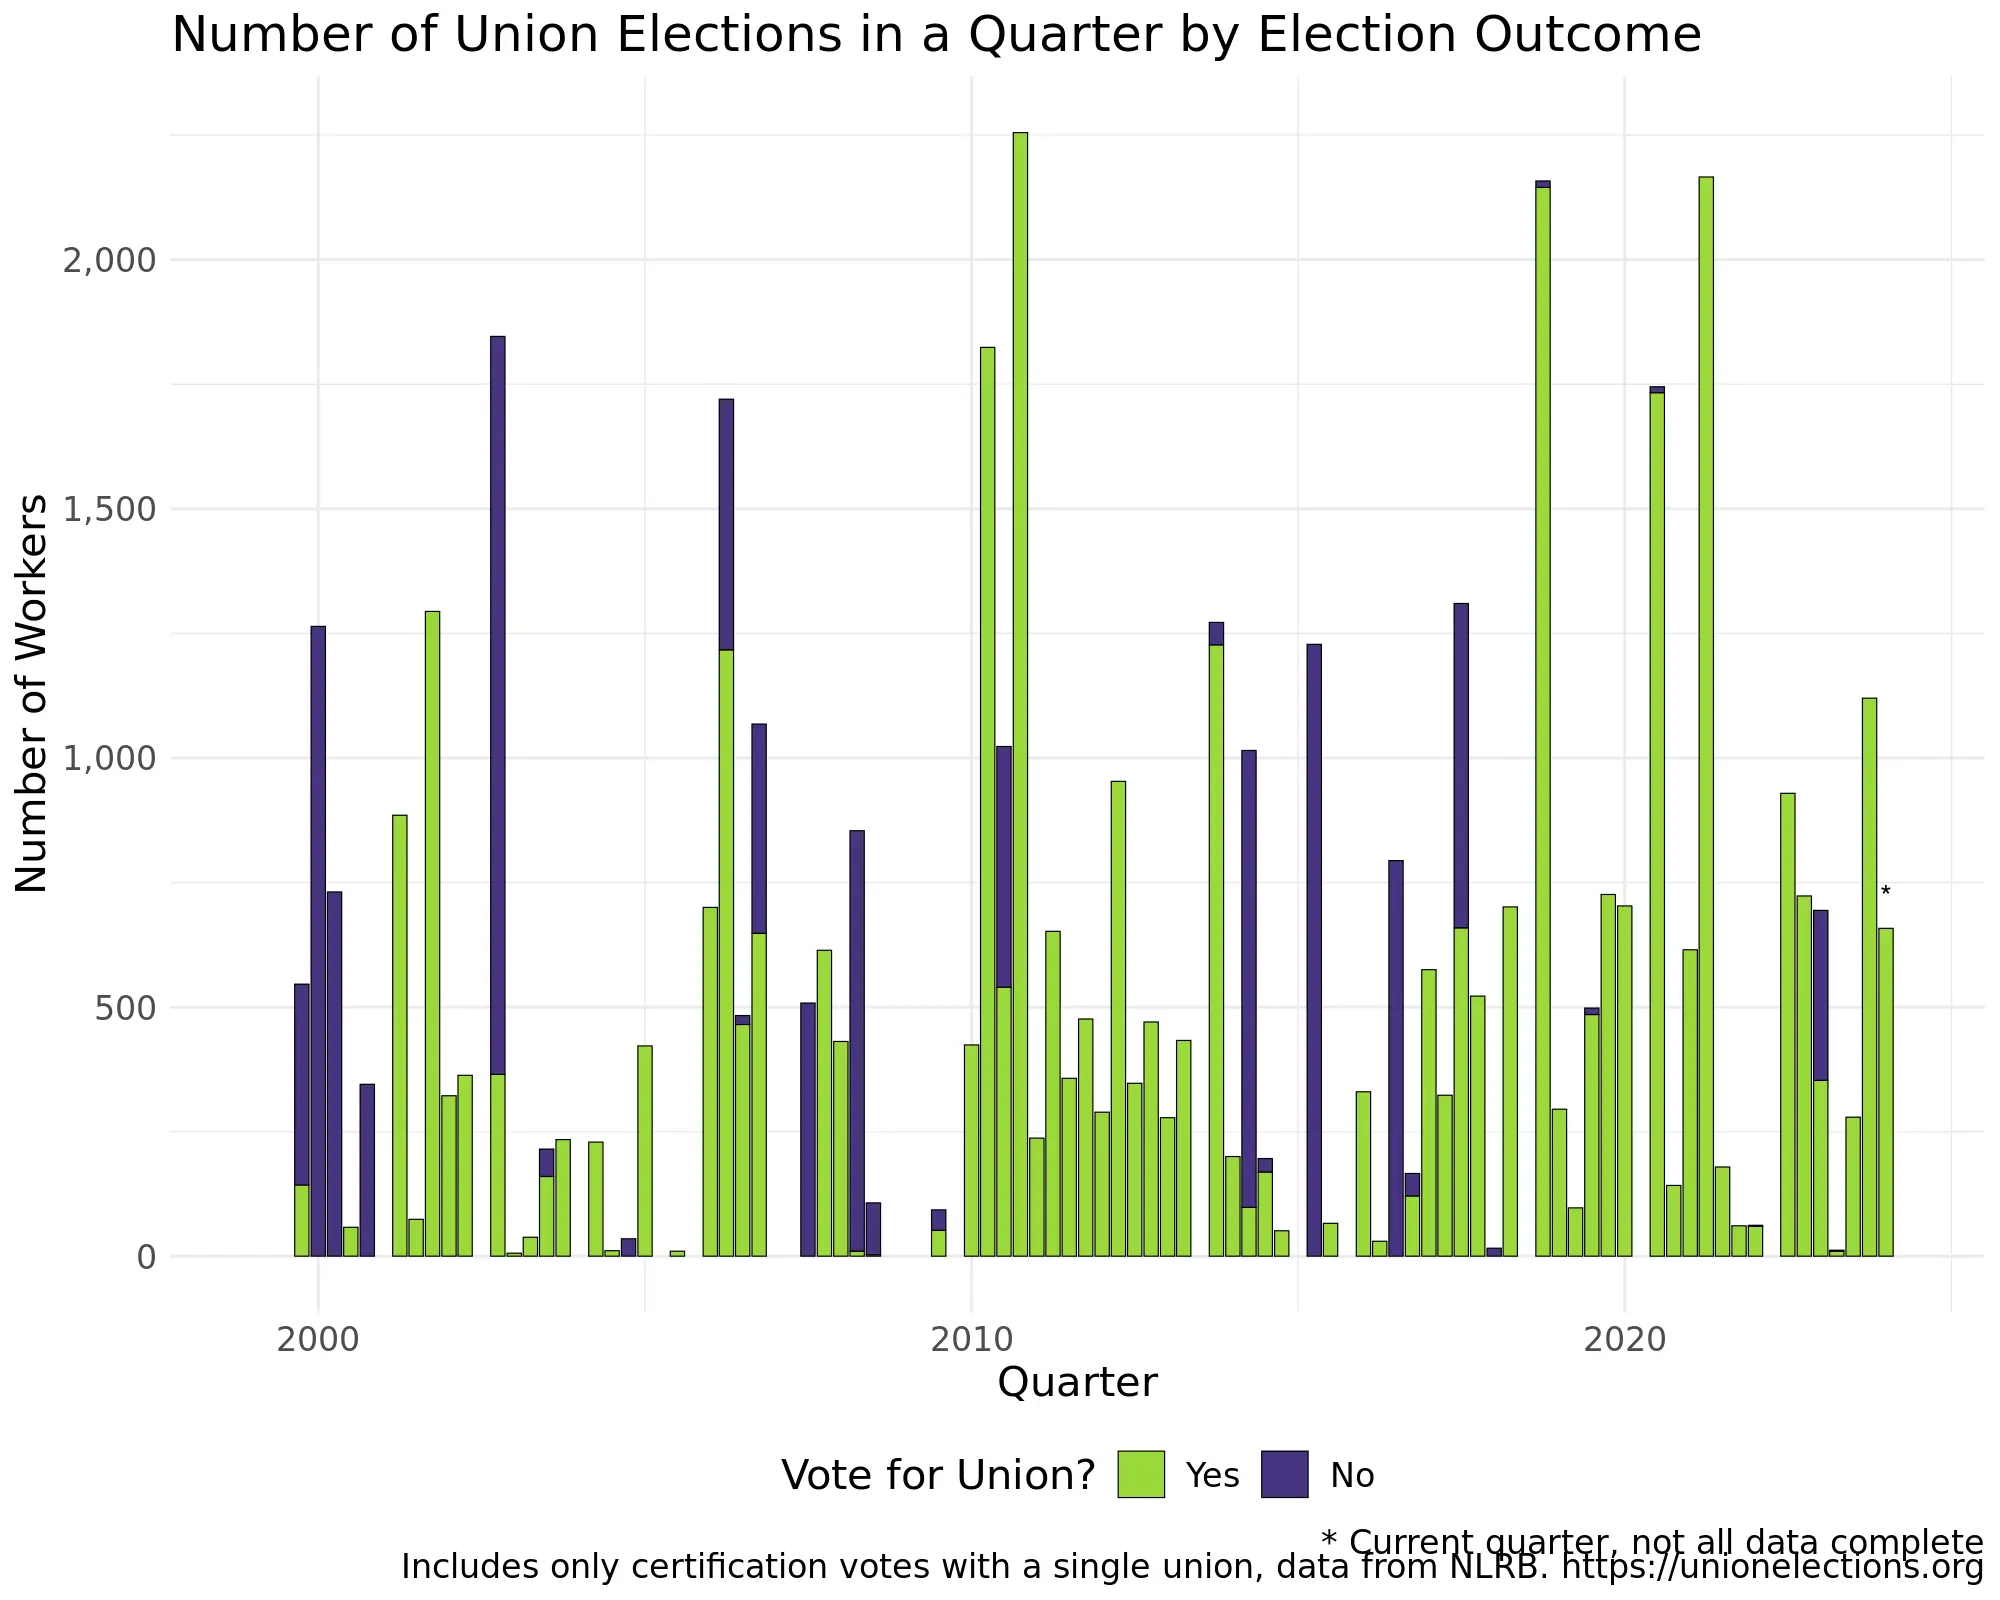 Number of Union Elections in a Quarter by Election Outcome
Number of Workers
2,000
1,500
1,000
500
0
*
2000 2010 2020
Quarter
Vote for Union? Yes No
* Current quarter, not all data complete
Includes only certification votes with a single union, data from NLRB. https://unionelections.org